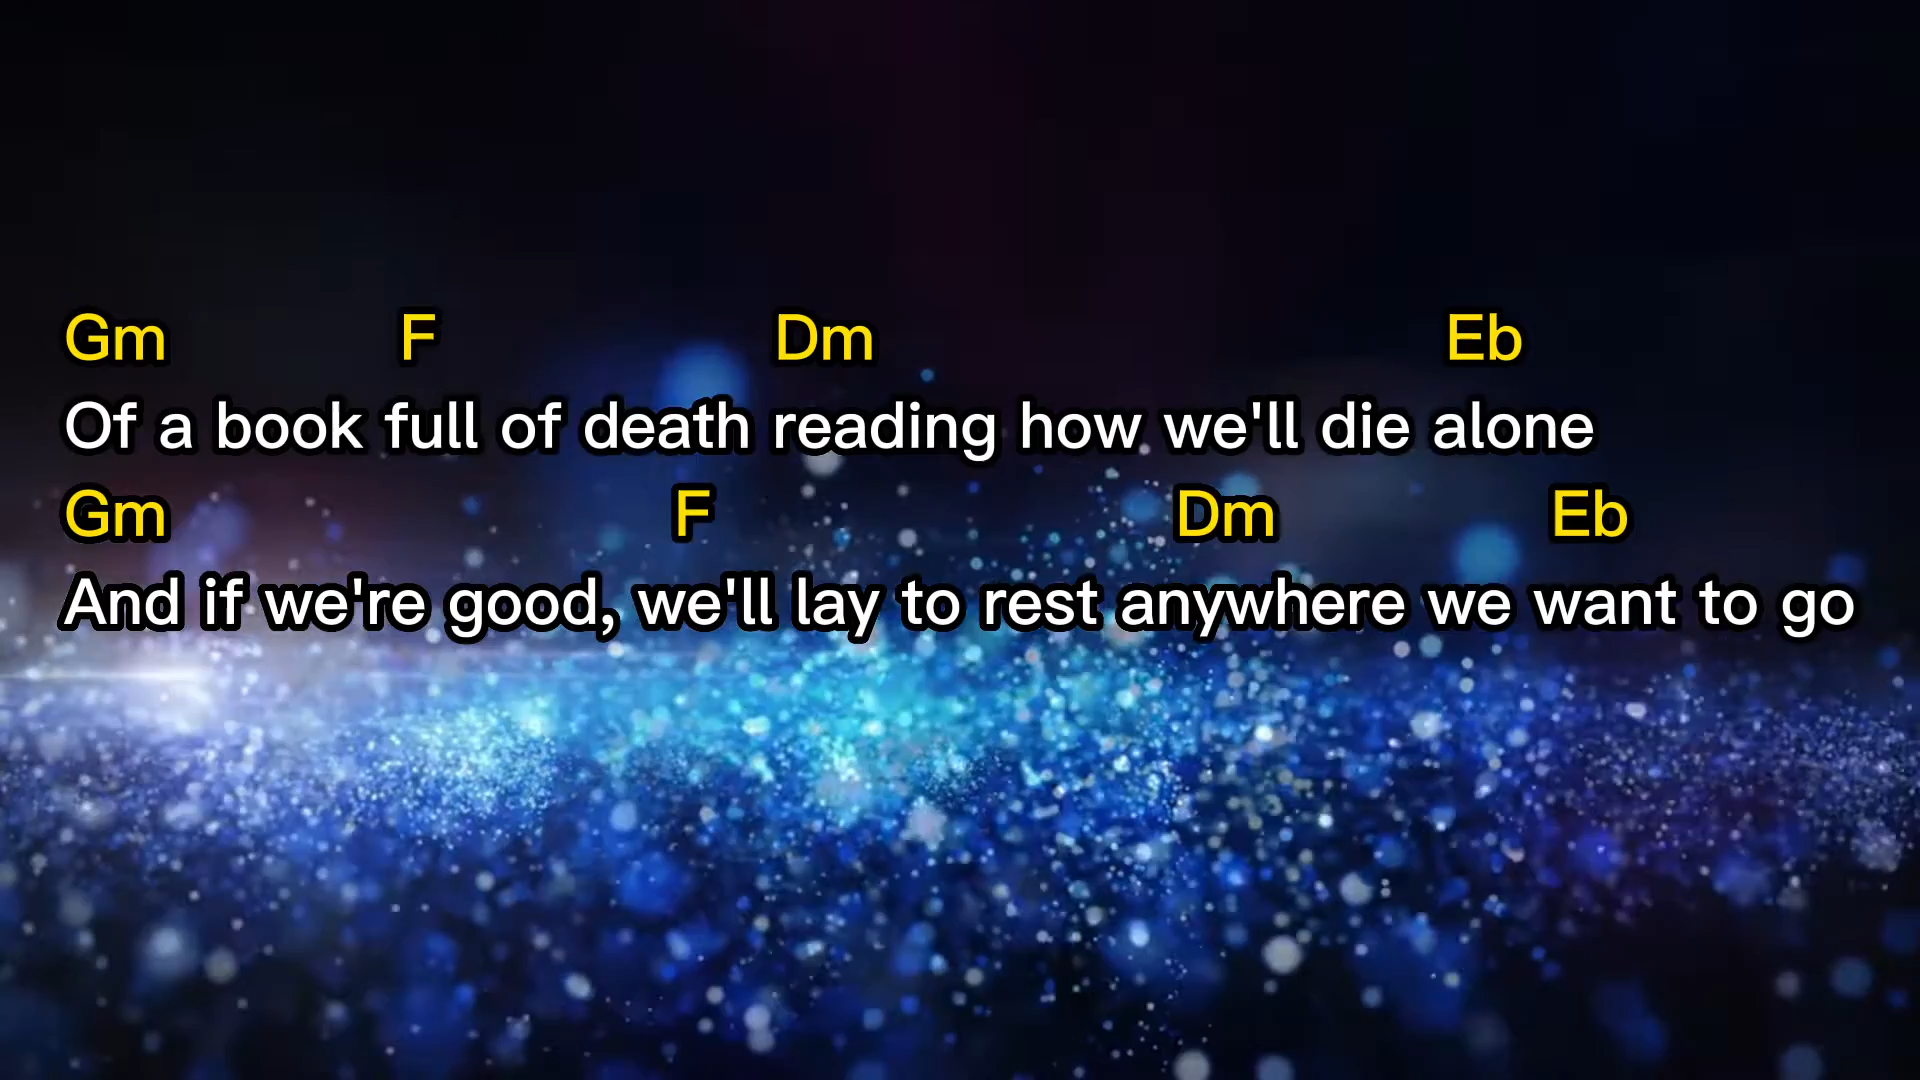 Gm F Dm Eb
Of a book full of death reading how we'll die alone
Gm F Dm Eb
And if we're good, we'll lay to rest anywhere we want to go